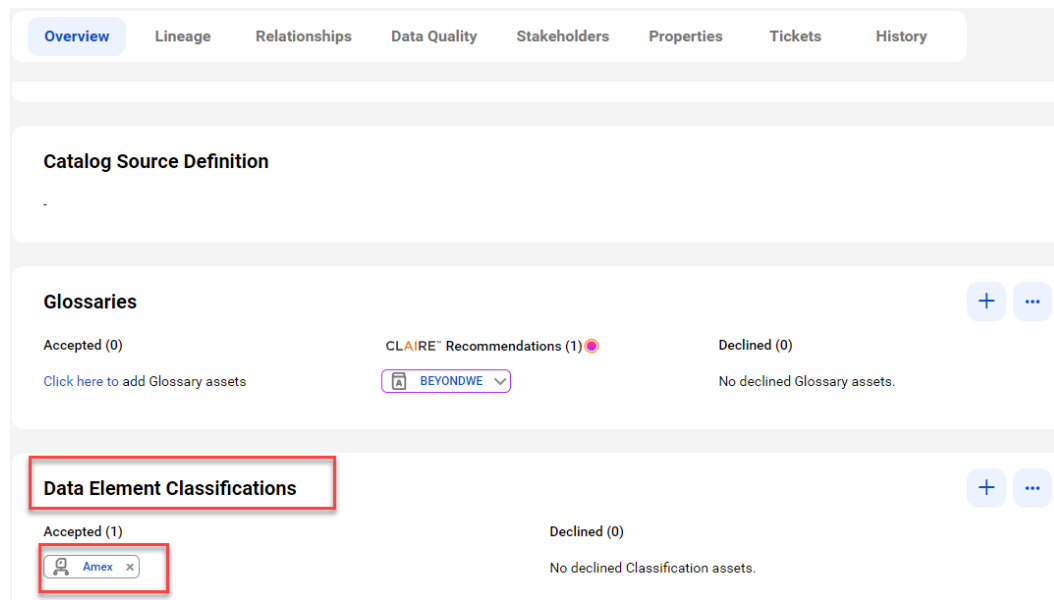 Overview Lineage Relationships Data Quality Stakeholders Properties Tickets History
Catalog Source Definition
-
Glossaries
Accepted (0) CLAIRE™ Recommendations (1) Declined (0)
Click here to add Glossary assets BEYONDWE No declined Glossary assets.
Data Element Classifications
Accepted (1) Declined (0)
Amex × No declined Classification assets.